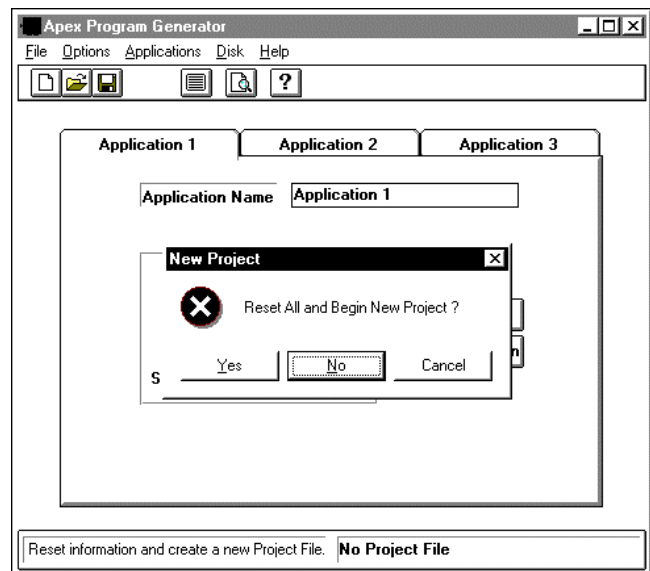 Apex Program Generator
File Options Applications Disk Help
?
Application 1 Application 2 Application 3
Application Name Application 1
New Project
Reset All and Begin New Project ?
Yes No Cancel
S
n
Reset information and create a new Project File. No Project File